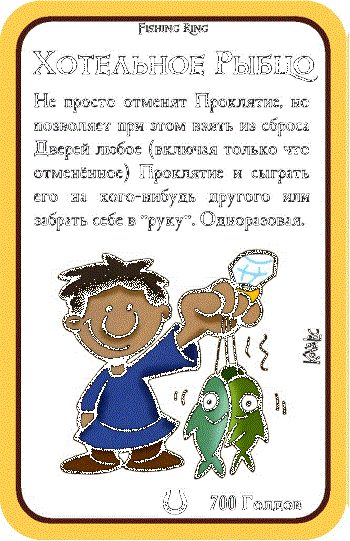 Fishing Ring
Хотельное Рыбцо
Не просто отменят Проклятие, но
позволяет при этом взять из сброса
Дверей любое (включая только что
отменённое) Проклятие и сыграть
его на кого-нибудь другого или
забрать себе в "руку". Одноразовая.
700 Голдов